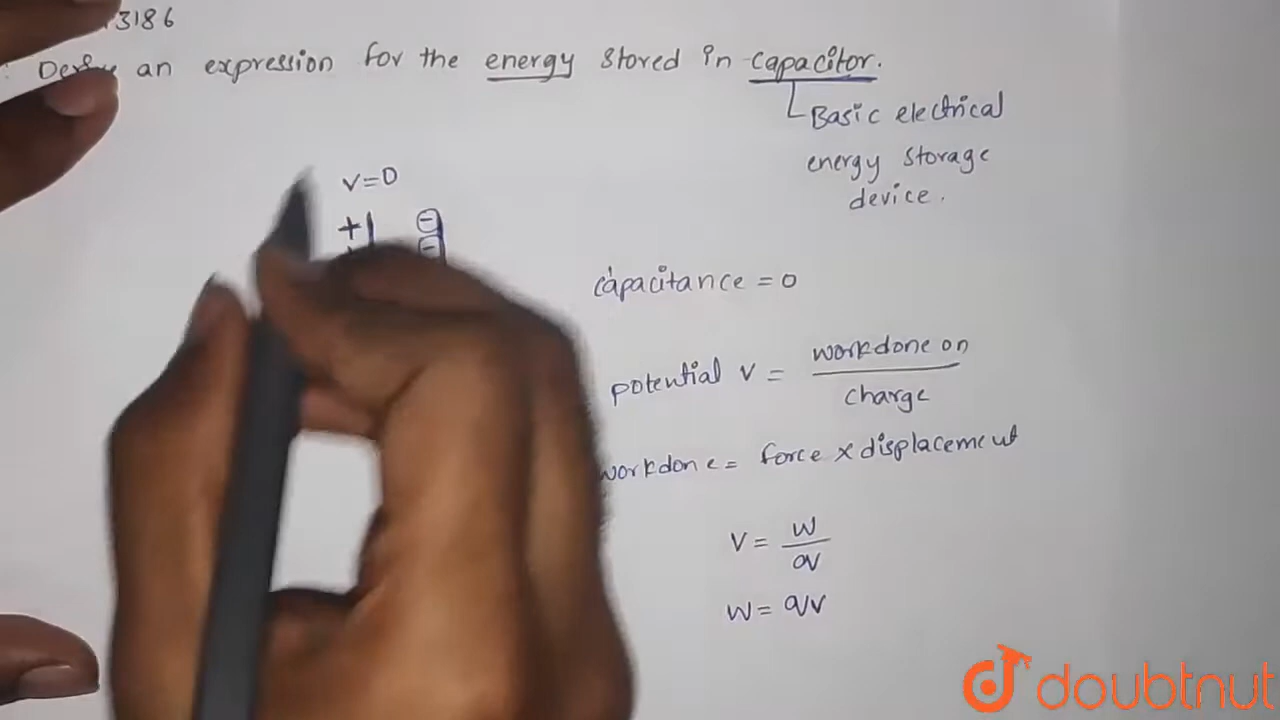 3186
an expression for the energy stored in capacitor.
Basic electrical
energy storage
device.
V=0
+ -
-
capacitance = 0
potential V = workdone on
charge
workdone = force x displacement
V = W
q
W = qV
doubtnut